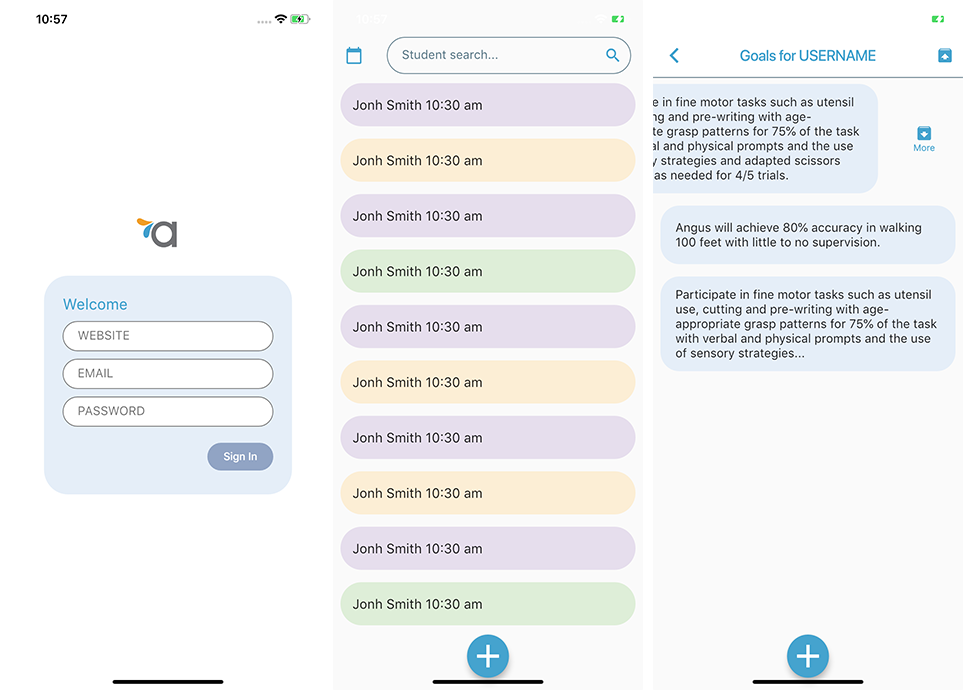 10:57
Welcome
WEBSITE
EMAIL
PASSWORD
Sign In
10:57
Student search...
Jonh Smith 10:30 am
Jonh Smith 10:30 am
Jonh Smith 10:30 am
Jonh Smith 10:30 am
Jonh Smith 10:30 am
Jonh Smith 10:30 am
Jonh Smith 10:30 am
Jonh Smith 10:30 am
Jonh Smith 10:30 am
Jonh Smith 10:30 am
Goals for USERNAME
e in fine motor tasks such as utensil
ng and pre-writing with age-
te grasp patterns for 75% of the task
al and physical prompts and the use
y strategies and adapted scissors
as needed for 4/5 trials.
More
Angus will achieve 80% accuracy in walking
100 feet with little to no supervision.
Participate in fine motor tasks such as utensil
use, cutting and pre-writing with age-
appropriate grasp patterns for 75% of the task
with verbal and physical prompts and the use
of sensory strategies...